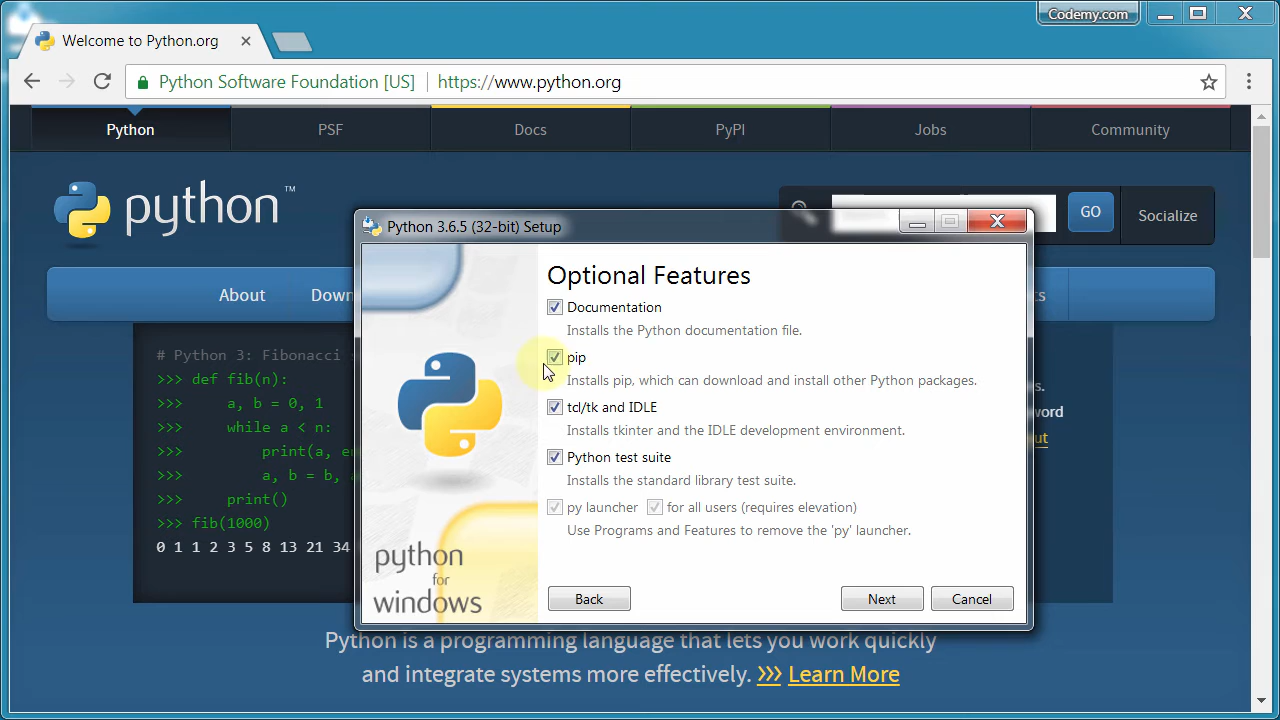 Codemy.com
Welcome to Python.org
Python Software Foundation [US] https://www.python.org
Python PSF Docs PyPI Jobs Community
python™
GO Socialize
Python 3.6.5 (32-bit) Setup
About Down ts
Optional Features
Documentation
Installs the Python documentation file.
pip
Installs pip, which can download and install other Python packages.
tcl/tk and IDLE
Installs tkinter and the IDLE development environment.
Python test suite
Installs the standard library test suite.
py launcher for all users (requires elevation)
Use Programs and Features to remove the 'py' launcher.
Back Next Cancel
python
for
windows
# Python 3: Fibonacci s
>>> def fib(n):
>>> a, b = 0, 1
>>> while a < n:
>>> print(a, e
>>> a, b = b,
>>> print()
>>> fib(1000)
0 1 1 2 3 5 8 13 21 34
s.
word
ut
Python is a programming language that lets you work quickly
and integrate systems more effectively. >>> Learn More